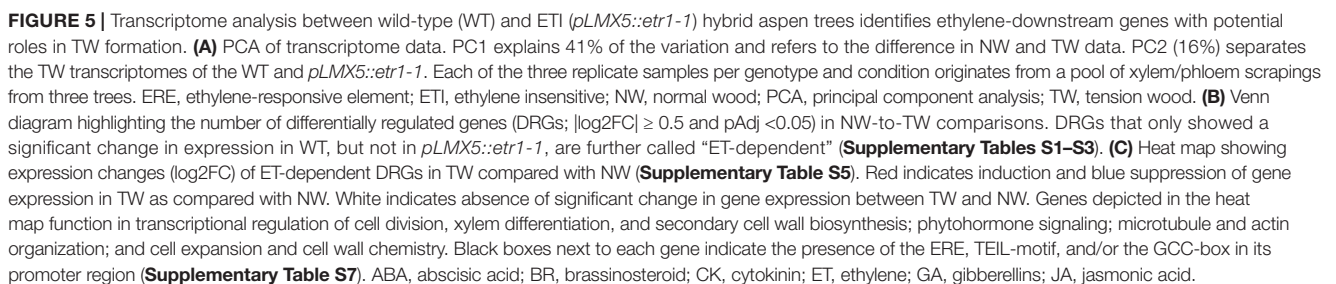 FIGURE 5 | Transcriptome analysis between wild-type (WT) and ETI (pLMX5::etr1-1) hybrid aspen trees identifies ethylene-downstream genes with potential
roles in TW formation. (A) PCA of transcriptome data. PC1 explains 41% of the variation and refers to the difference in NW and TW data. PC2 (16%) separates
the TW transcriptomes of the WT and pLMX5::etr1-1. Each of the three replicate samples per genotype and condition originates from a pool of xylem/phloem scrapings
from three trees. ERE, ethylene-responsive element; ETI, ethylene insensitive; NW, normal wood; PCA, principal component analysis; TW, tension wood. (B) Venn
diagram highlighting the number of differentially regulated genes (DRGs; |log2FC| ≥ 0.5 and pAdj <0.05) in NW-to-TW comparisons. DRGs that only showed a
significant change in expression in WT, but not in pLMX5::etr1-1, are further called “ET-dependent” (Supplementary Tables S1–S3). (C) Heat map showing
expression changes (log2FC) of ET-dependent DRGs in TW compared with NW (Supplementary Table S5). Red indicates induction and blue suppression of gene
expression in TW as compared with NW. White indicates absence of significant change in gene expression between TW and NW. Genes depicted in the heat
map function in transcriptional regulation of cell division, xylem differentiation, and secondary cell wall biosynthesis; phytohormone signaling; microtubule and actin
organization; and cell expansion and cell wall chemistry. Black boxes next to each gene indicate the presence of the ERE, TEIL-motif, and/or the GCC-box in its
promoter region (Supplementary Table S7). ABA, abscisic acid; BR, brassinosteroid; CK, cytokinin; ET, ethylene; GA, gibberellins; JA, jasmonic acid.